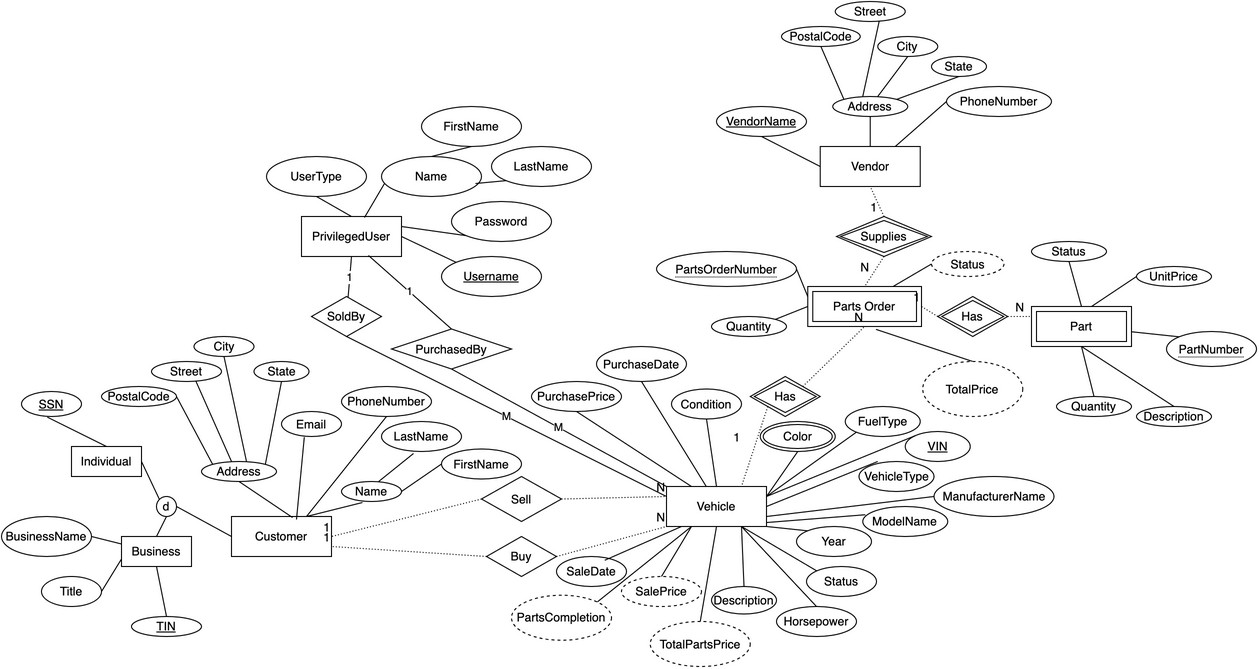 Street
PostalCode
City
State
Address
PhoneNumber
VendorName
Vendor
1
Supplies
N
FirstName
UserType
Name
LastName
PrivilegedUser
Password
Username
1
1
SoldBy
PurchasedBy
M
M
PartsOrderNumber
Status
Parts Order
1
N
Quantity
Has
N
TotalPrice
Status
UnitPrice
Part
PartNumber
Quantity
Description
Has
1
City
Street
State
PostalCode
SSN
Individual
Address
Email
PhoneNumber
LastName
FirstName
Name
d
BusinessName
Business
Title
TIN
Customer
1
1
Sell
Buy
N
N
PurchaseDate
PurchasePrice
Condition
Color
FuelType
VIN
VehicleType
ManufacturerName
Vehicle
ModelName
Year
Status
Horsepower
Description
SaleDate
SalePrice
PartsCompletion
TotalPartsPrice